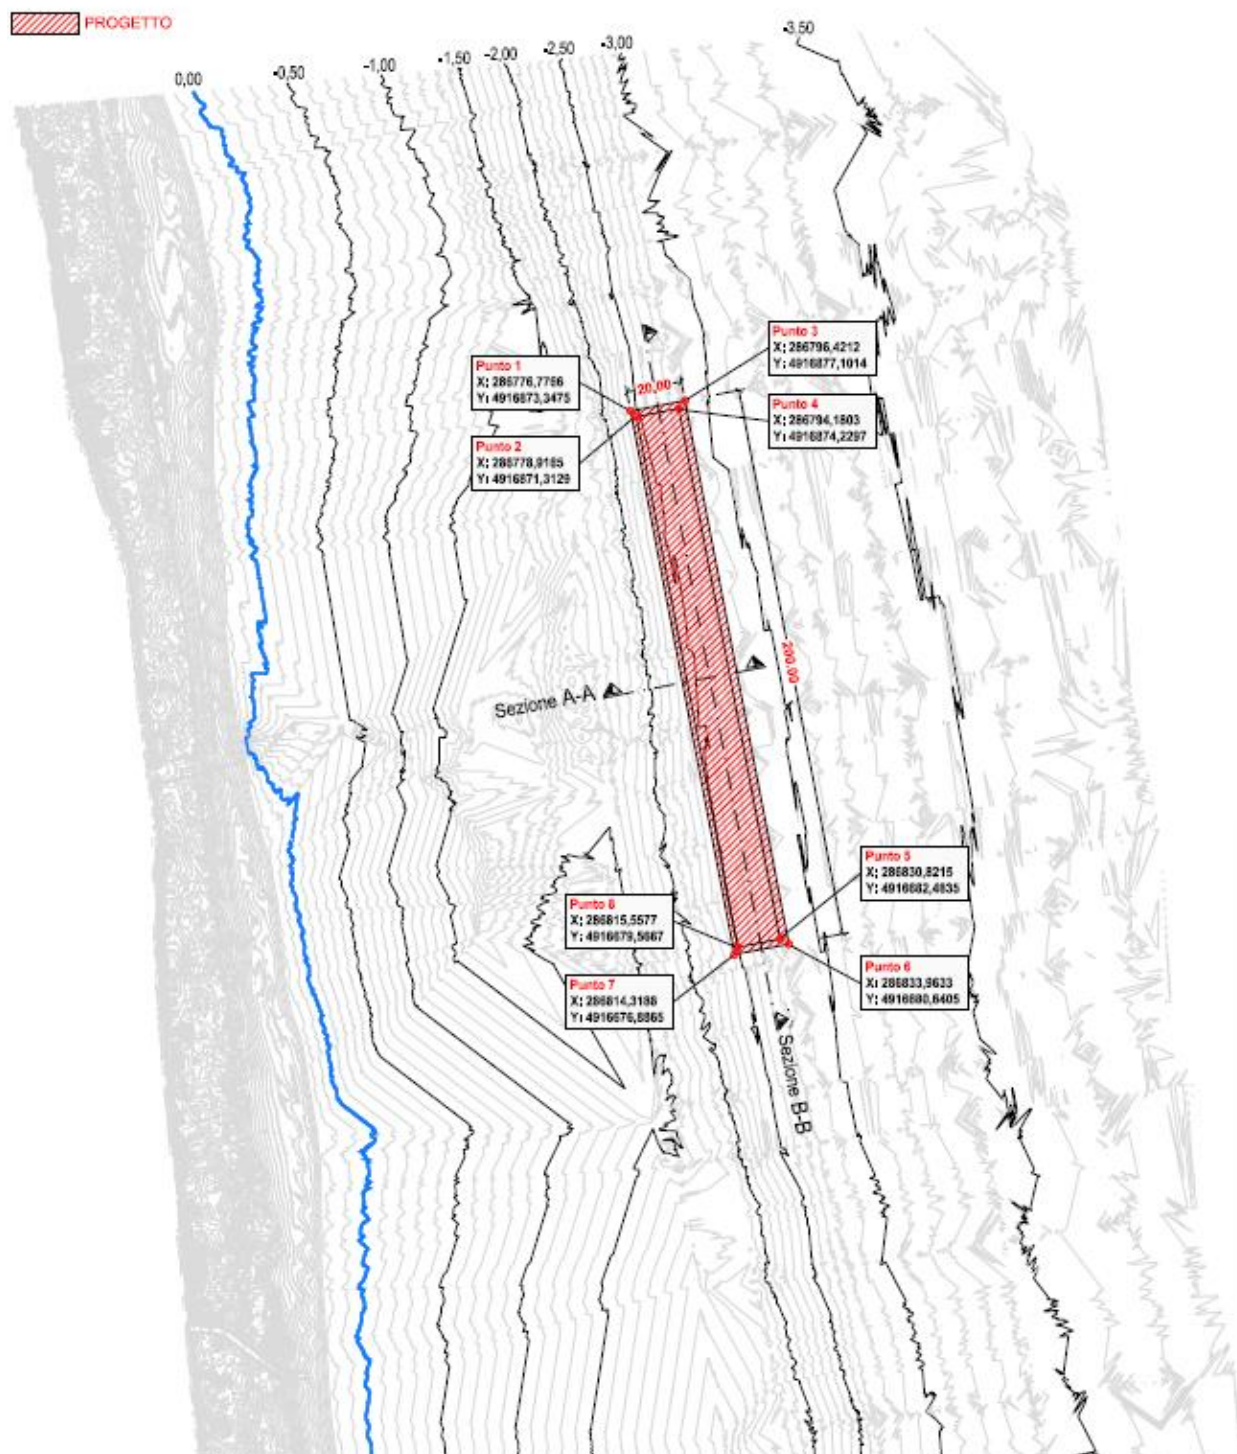 PROGETTO
0,00
-0,50
-1,00
-1,50
-2,00
-2,50
-3,00
-3,50
Punto 1
X; 286776,7766
Y; 4916873,3475
20,00
Punto 3
X; 286796,4212
Y; 4916877,1014
Punto 2
X; 286778,9165
Y; 4916871,3129
Punto 4
X; 286794,1803
Y; 4916874,2297
200,00
Sezione A-A
Punto 5
X; 286830,8215
Y; 4916682,4835
Punto 8
X; 286815,5577
Y; 4916679,5667
Punto 6
X; 286833,9633
Y; 4916680,6405
Punto 7
X; 286814,3188
Y; 4916676,8865
Sezione B-B